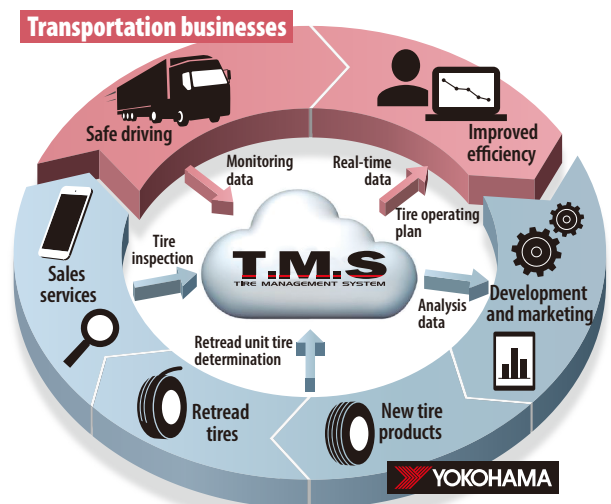 Transportation businesses
Safe driving
Improved
efficiency
Monitoring
data
Real-time
data
Tire operating
plan
Tire
inspection
T.M.S
TIRE MANAGEMENT SYSTEM
Sales
services
Analysis
data
Development
and marketing
Retread unit tire
determination
Retread
tires
New tire
products
YOKOHAMA